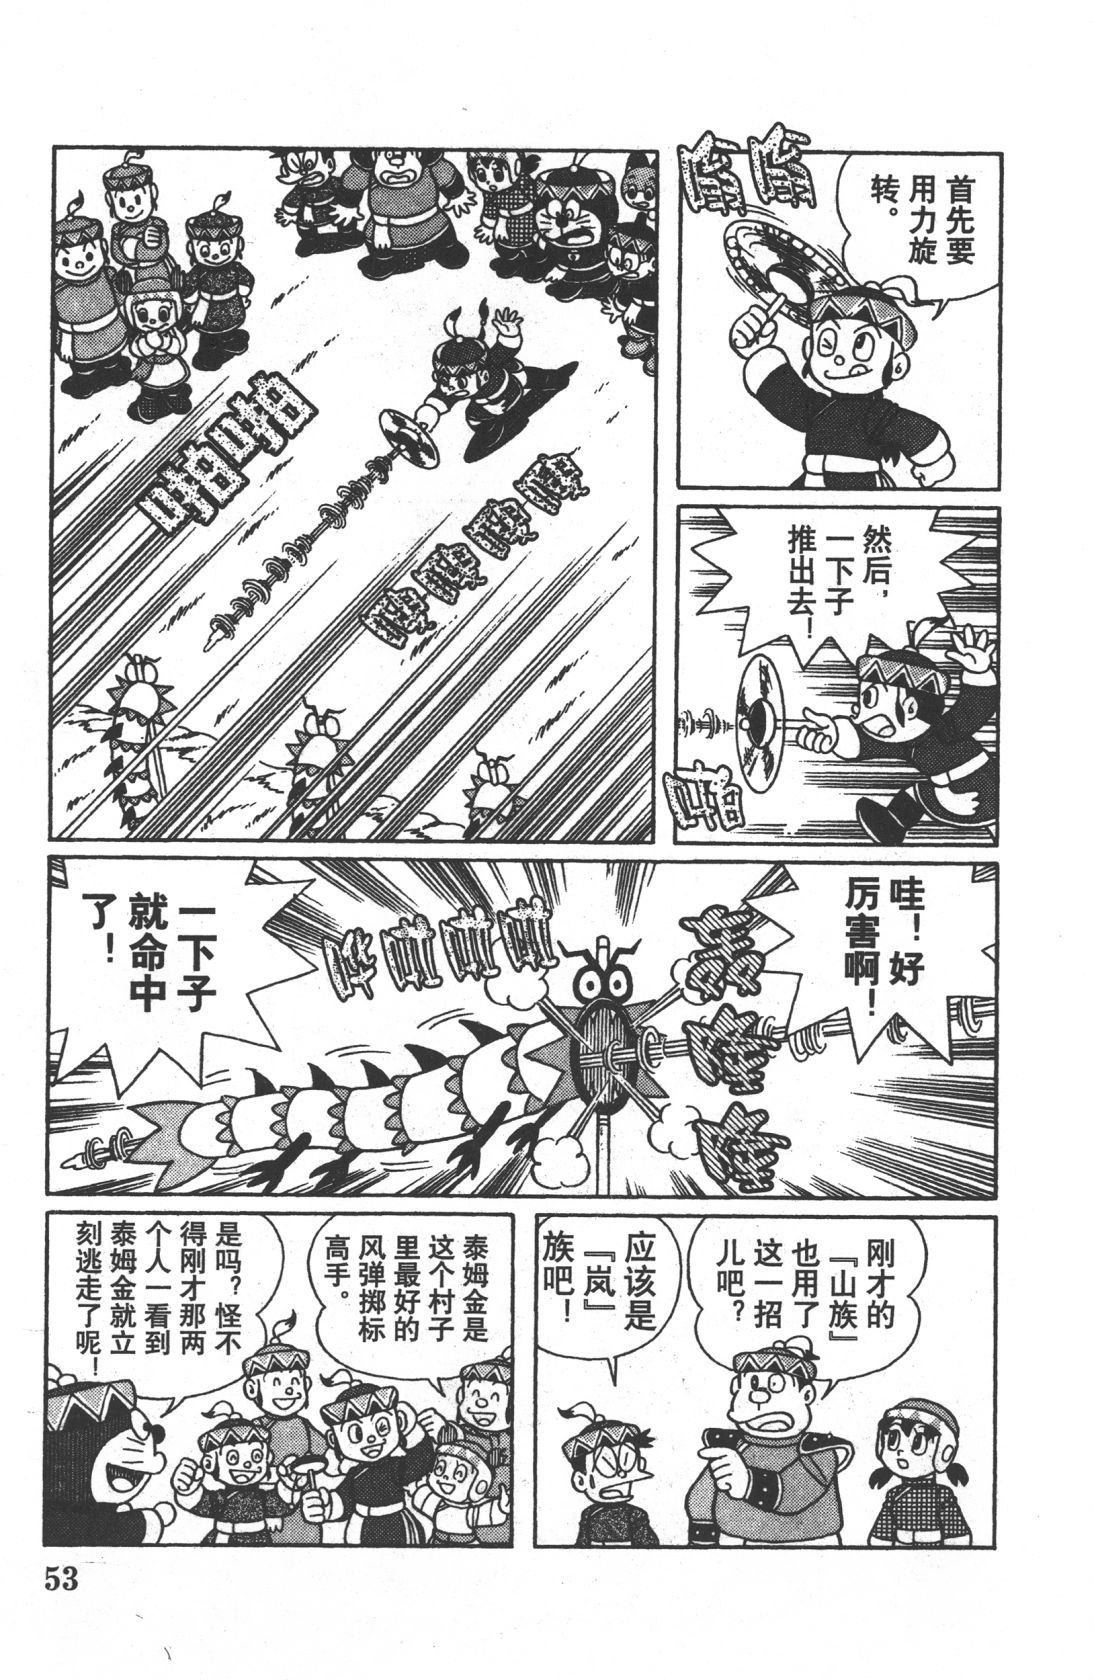 首先要
用力旋
转。
然后，
一下子
推出去！
啪啪
哇！好
厉害啊！
一下子
就命中
了！
刚才的
『山族』
也用了
这一招
儿吧？
应该是
『岚』
族吧！
泰姆金是
这个村子
里最好的
风弹掷标
高手。
是吗？怪不
得刚才那两
个人一看到
泰姆金就立
刻逃走了呢！
53